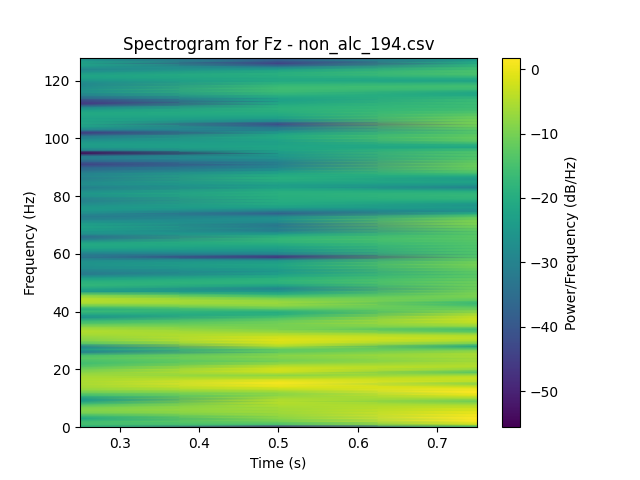 Spectrogram for Fz - non_alc_194.csv
120
100
80
60
40
20
0
Frequency (Hz)
0.3 0.4 0.5 0.6 0.7
Time (s)
0
−10
−20
−30
−40
−50
Power/Frequency (dB/Hz)